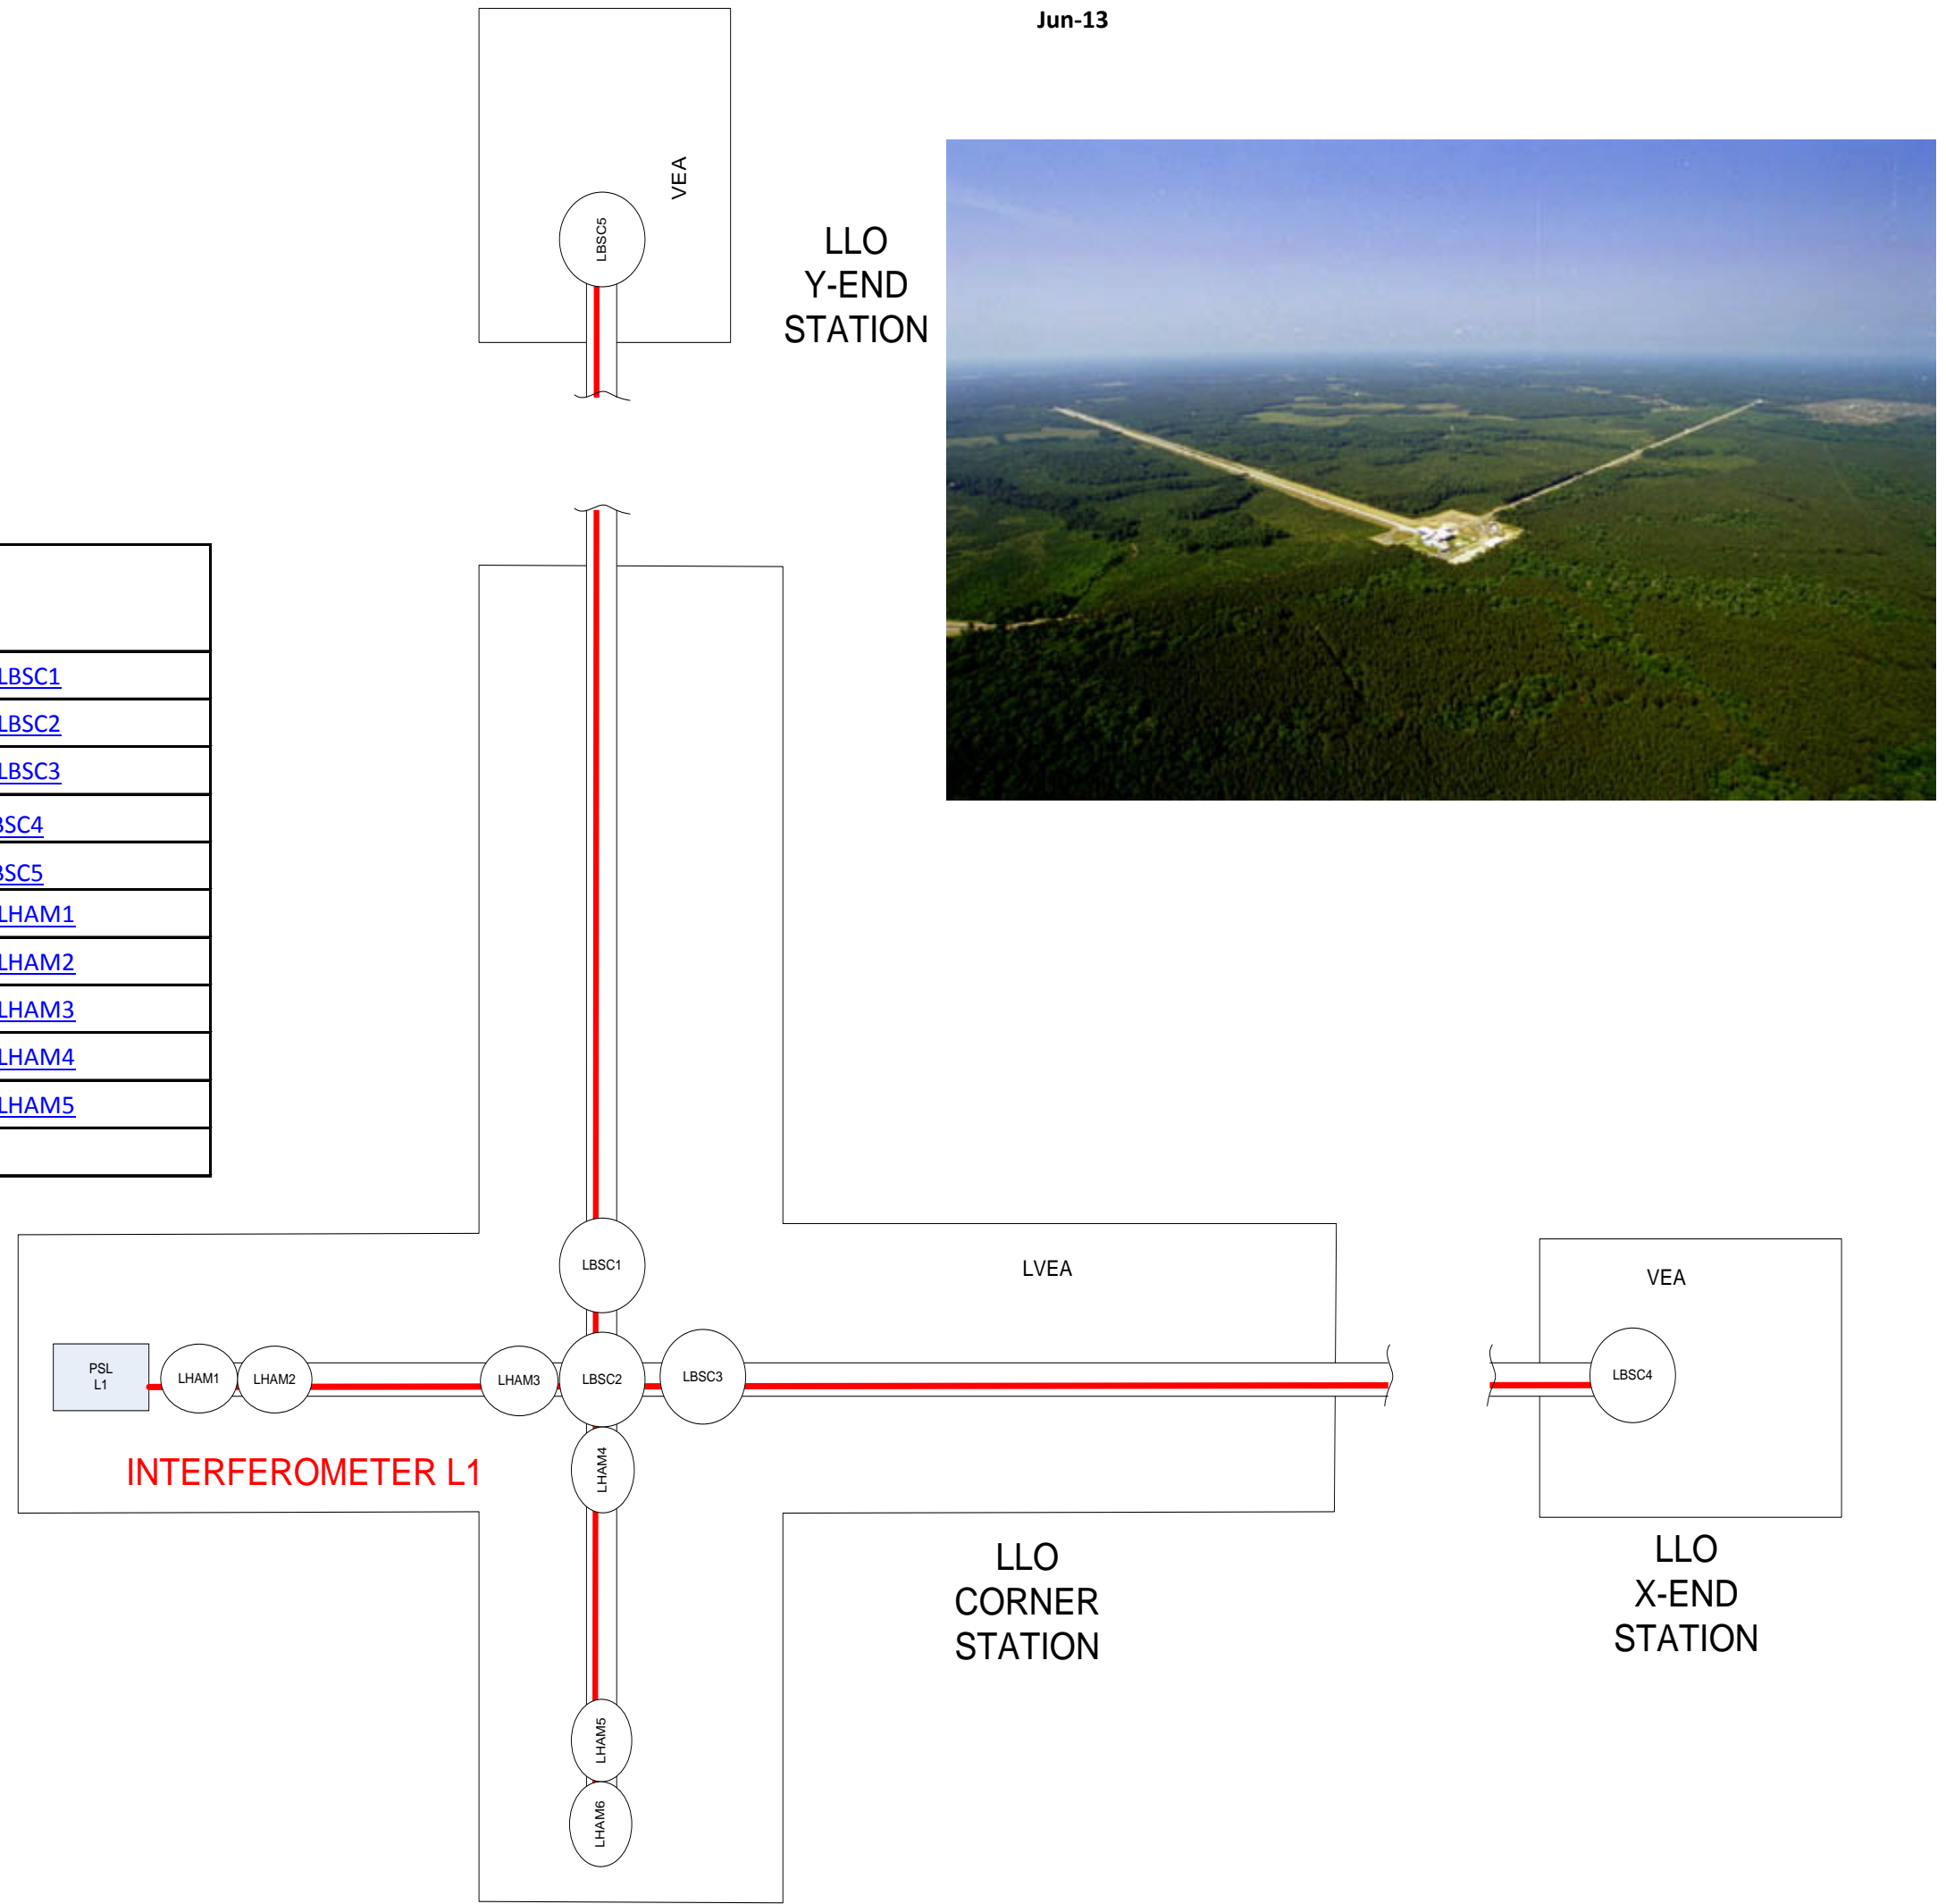 Jun-13
VEA
LBSC5
LLO
Y-END
STATION
LBSC1
LBSC2
LBSC3
BSC4
BSC5
LHAM1
LHAM2
LHAM3
LHAM4
LHAM5
LBSC1
LVEA
VEA
PSL
L1
LHAM1
LHAM2
LHAM3
LBSC2
LBSC3
LBSC4
LHAM4
INTERFEROMETER L1
LLO
CORNER
STATION
LLO
X-END
STATION
LHAM5
LHAM6